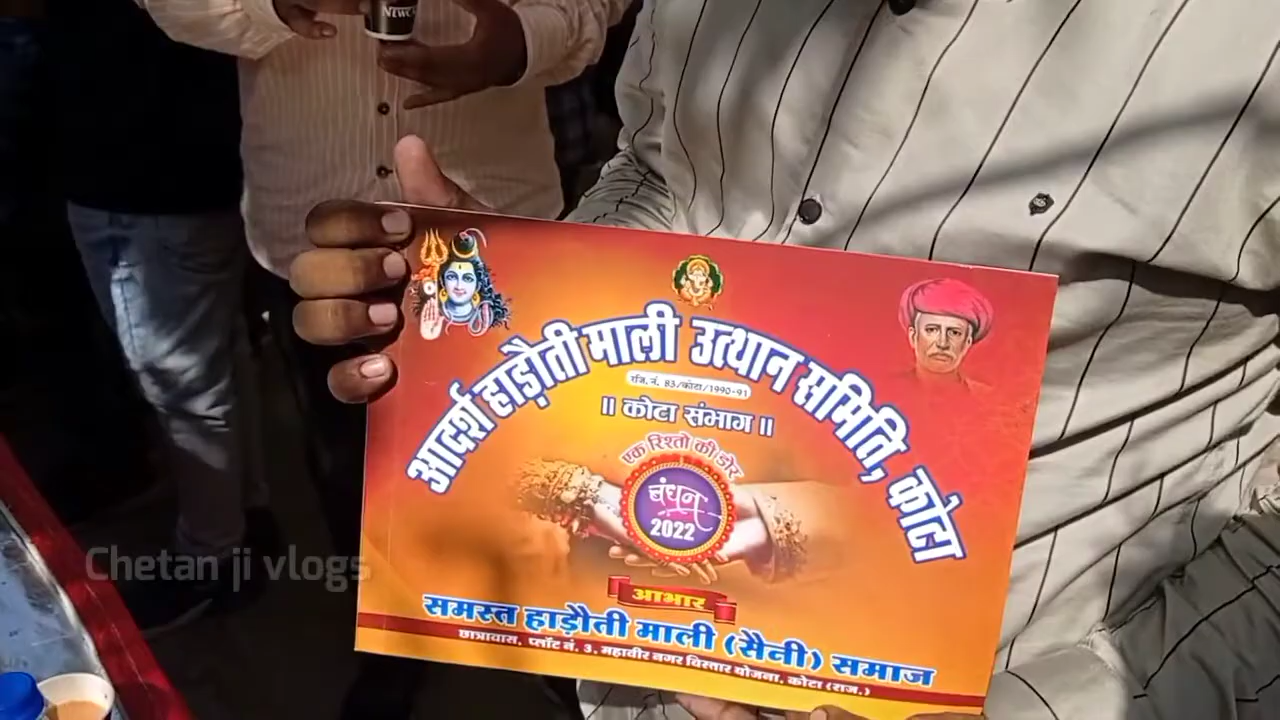 NEWC
आदर्श हाड़ौती माली उत्थान समिति, कोटा
रजि. नं. 83/कोटा/1990-91
॥ कोटा संभाग ॥
एक रिश्तो की डोर
बंधन
2022
आभार
समस्त हाड़ौती माली (सैनी) समाज
छात्रावास, प्लॉट नं. 3, महावीर नगर विस्तार योजना, कोटा (राज.)
Chetan ji vlogs